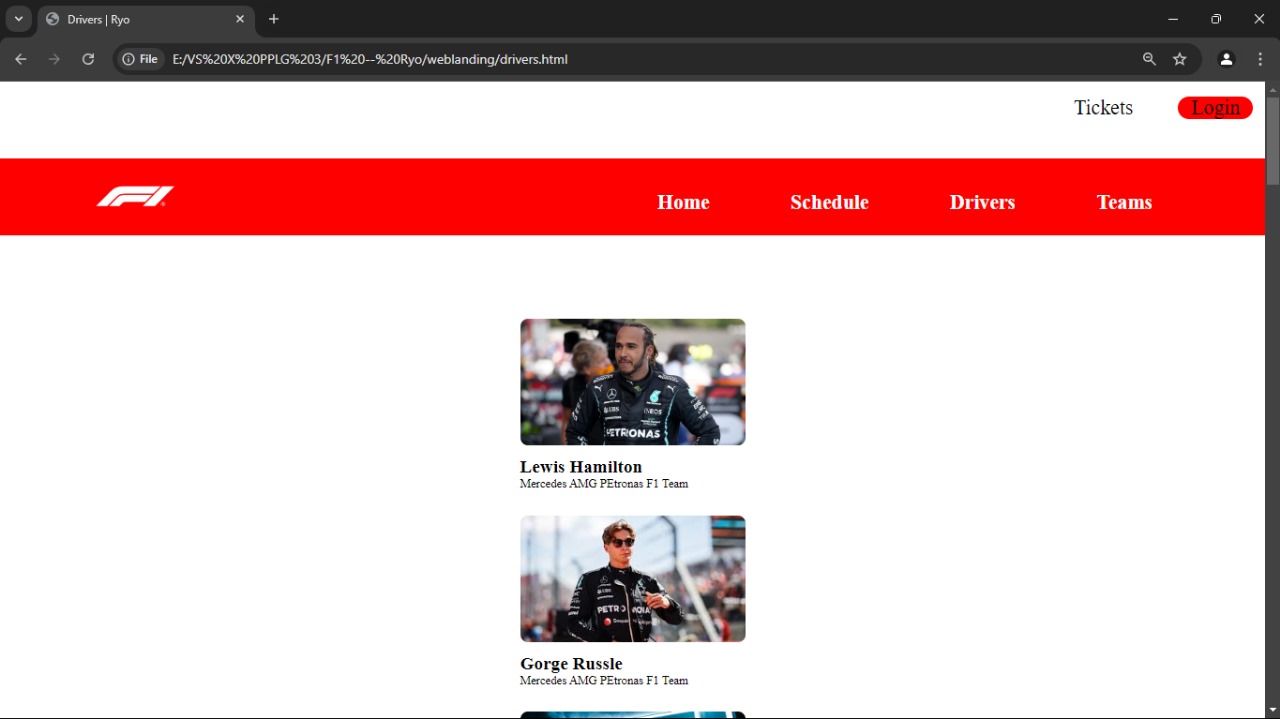 Drivers | Ryo
File
E:/VS%20X%20PPLG%203/F1%20--%20Ryo/weblanding/drivers.html
Tickets
Login
F1
Home
Schedule
Drivers
Teams
INEOS
PETRONAS
Lewis Hamilton
Mercedes AMG PEtronas F1 Team
Gorge Russle
Mercedes AMG PEtronas F1 Team